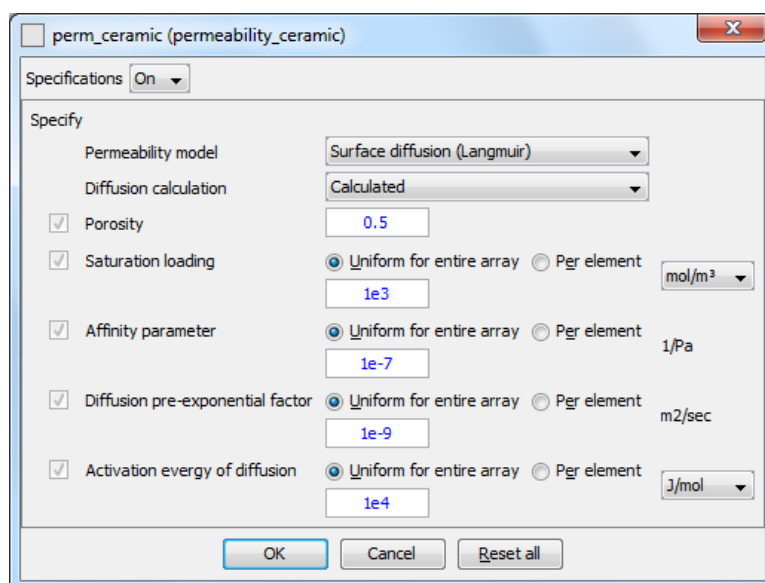 perm_ceramic (permeability_ceramic)
Specifications On
Specify
Permeability model Surface diffusion (Langmuir)
Diffusion calculation Calculated
Porosity 0.5
Saturation loading Uniform for entire array Per element mol/m³
1e3
Affinity parameter Uniform for entire array Per element 1/Pa
1e-7
Diffusion pre-exponential factor Uniform for entire array Per element m2/sec
1e-9
Activation evergy of diffusion Uniform for entire array Per element J/mol
1e4
OK Cancel Reset all